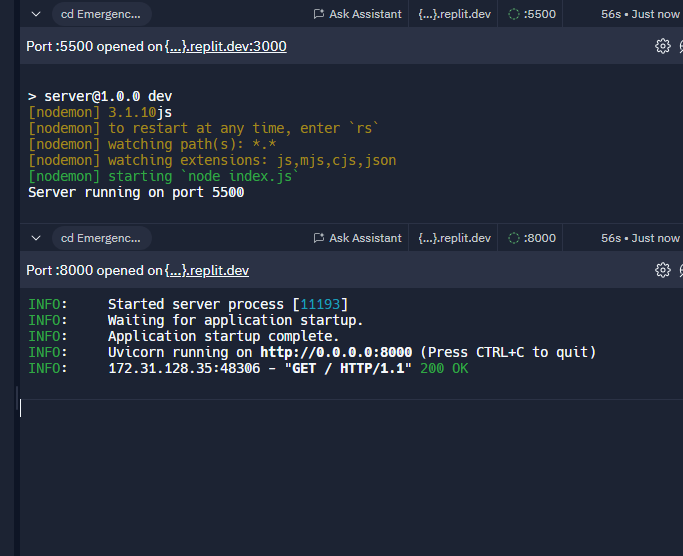 cd Emergenc... Ask Assistant {...}.replit.dev :5500 56s • Just now
Port :5500 opened on {...}.replit.dev:3000
> server@1.0.0 dev
[nodemon] 3.1.10js
[nodemon] to restart at any time, enter `rs`
[nodemon] watching path(s): *.*
[nodemon] watching extensions: js,mjs,cjs,json
[nodemon] starting `node index.js`
Server running on port 5500
cd Emergenc... Ask Assistant {...}.replit.dev :8000 56s • Just now
Port :8000 opened on {...}.replit.dev
INFO: Started server process [11193]
INFO: Waiting for application startup.
INFO: Application startup complete.
INFO: Uvicorn running on http://0.0.0.0:8000 (Press CTRL+C to quit)
INFO: 172.31.128.35:48306 - "GET / HTTP/1.1" 200 OK